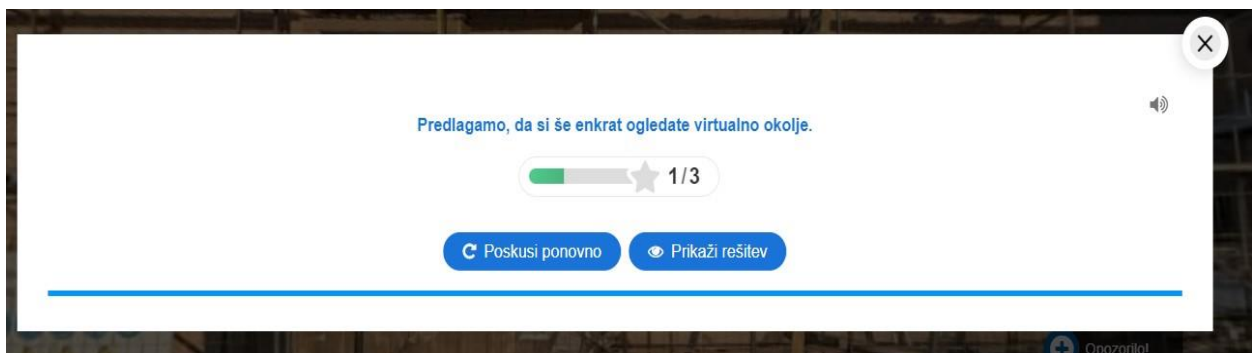 Predlagamo, da si še enkrat ogledate virtualno okolje.
1/3
Poskusi ponovno
Prikaži rešitev
Opozorilo!